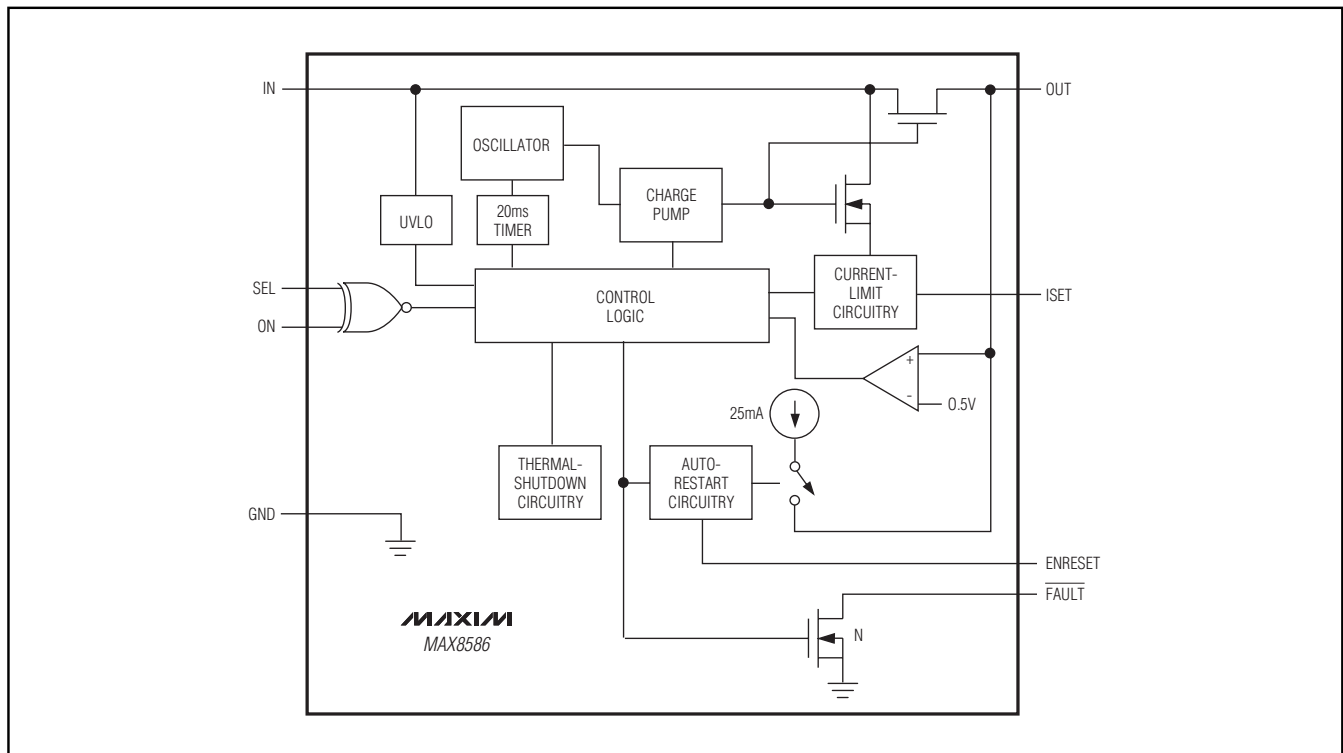 IN
OUT
OSCILLATOR
CHARGE
PUMP
UVLO
20ms
TIMER
SEL
ON
CONTROL
LOGIC
CURRENT-
LIMIT
CIRCUITRY
ISET
+
-
0.5V
25mA
THERMAL-
SHUTDOWN
CIRCUITRY
AUTO-
RESTART
CIRCUITRY
GND
ENRESET
FAULT
N
MAXIM
MAX8586